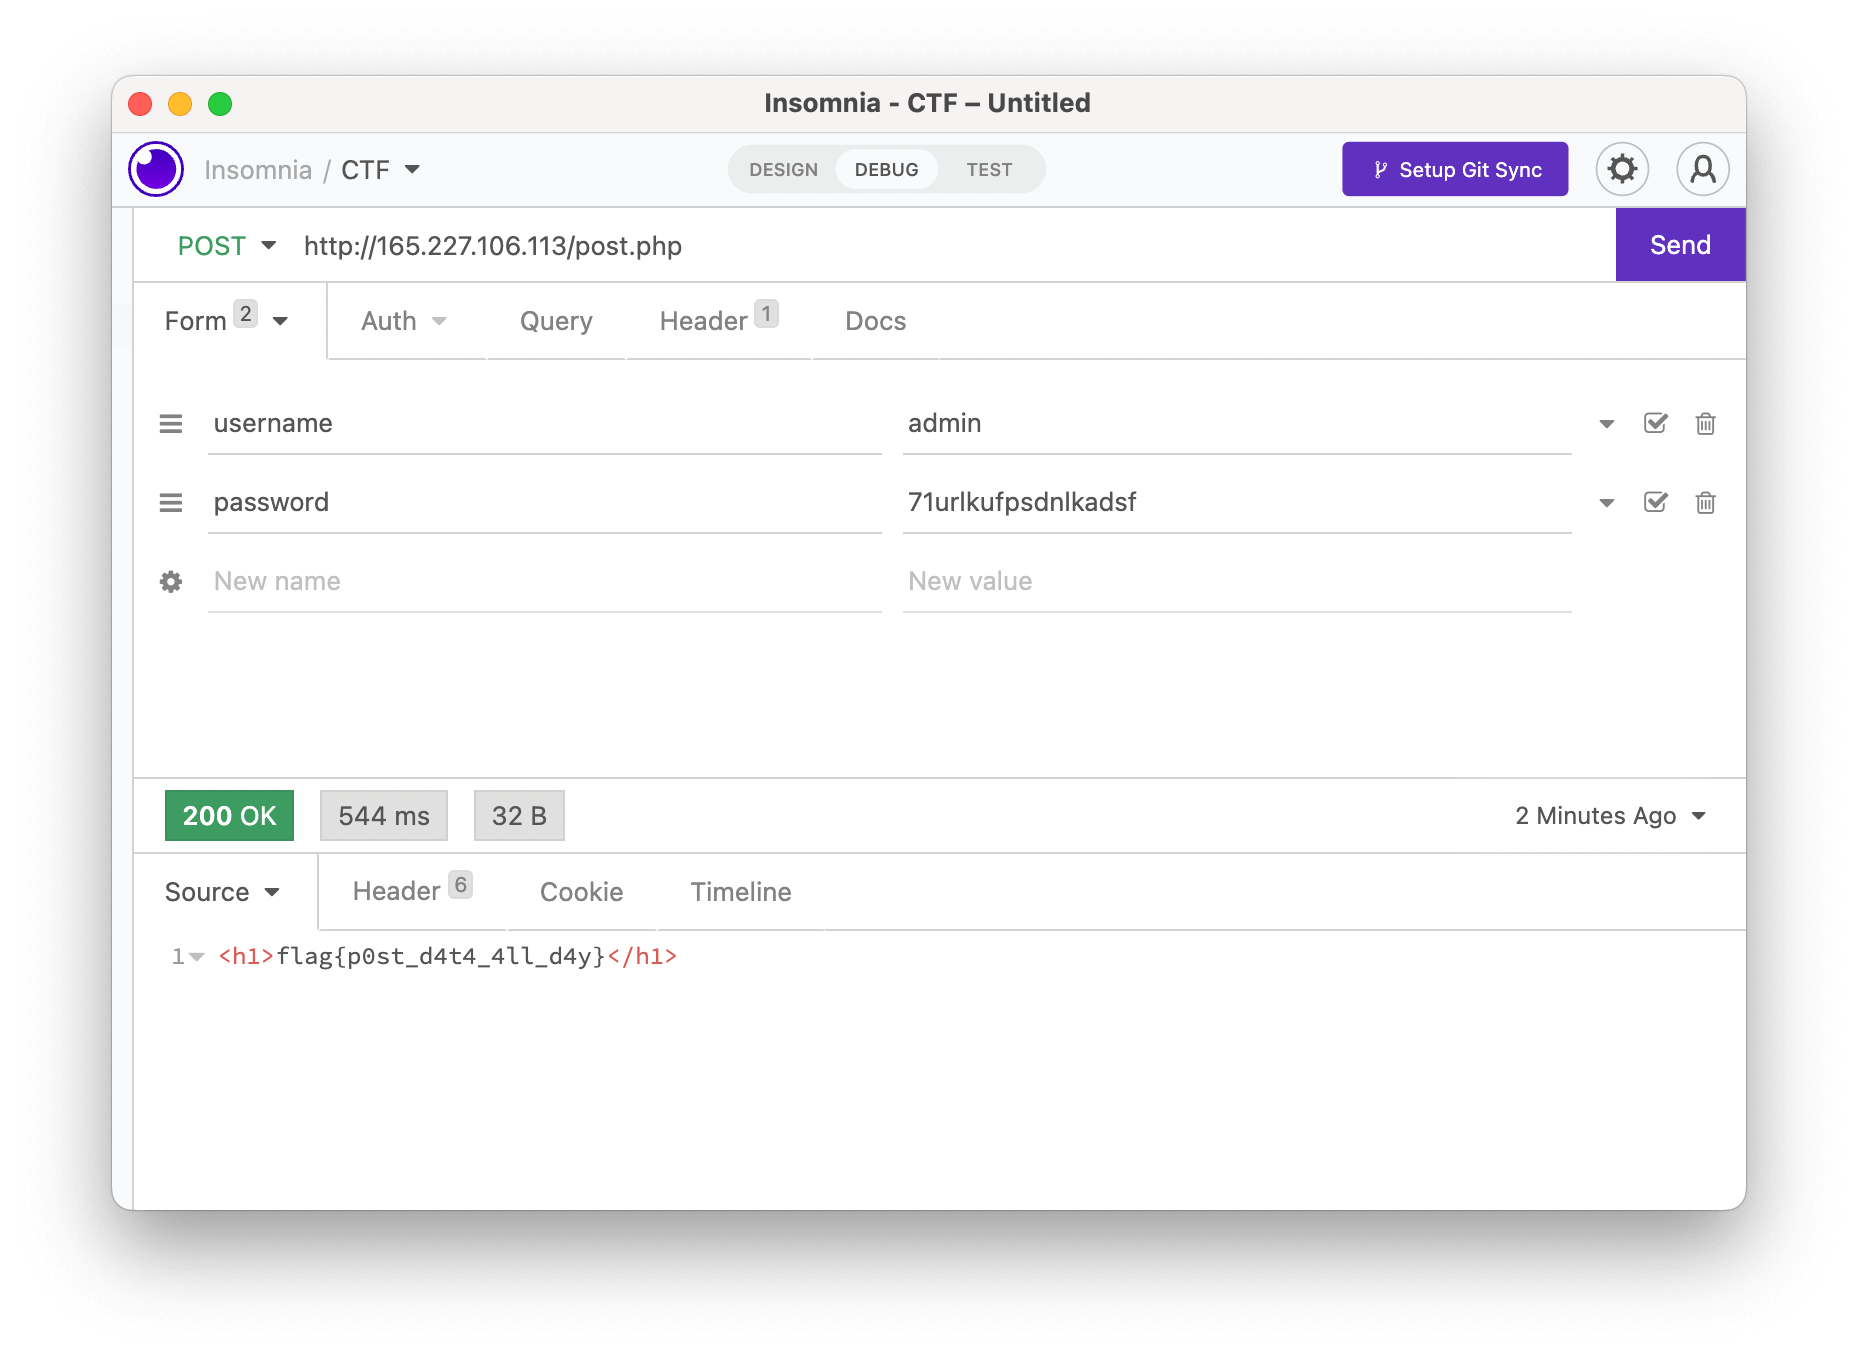 Insomnia - CTF – Untitled
Insomnia / CTF
DESIGN DEBUG TEST
Setup Git Sync
POST http://165.227.106.113/post.php Send
Form 2 Auth Query Header 1 Docs
username admin
password 71urlkufpsdnlkadsf
New name New value
200 OK 544 ms 32 B 2 Minutes Ago
Source Header 6 Cookie Timeline
1 <h1>flag{p0st_d4t4_4ll_d4y}</h1>